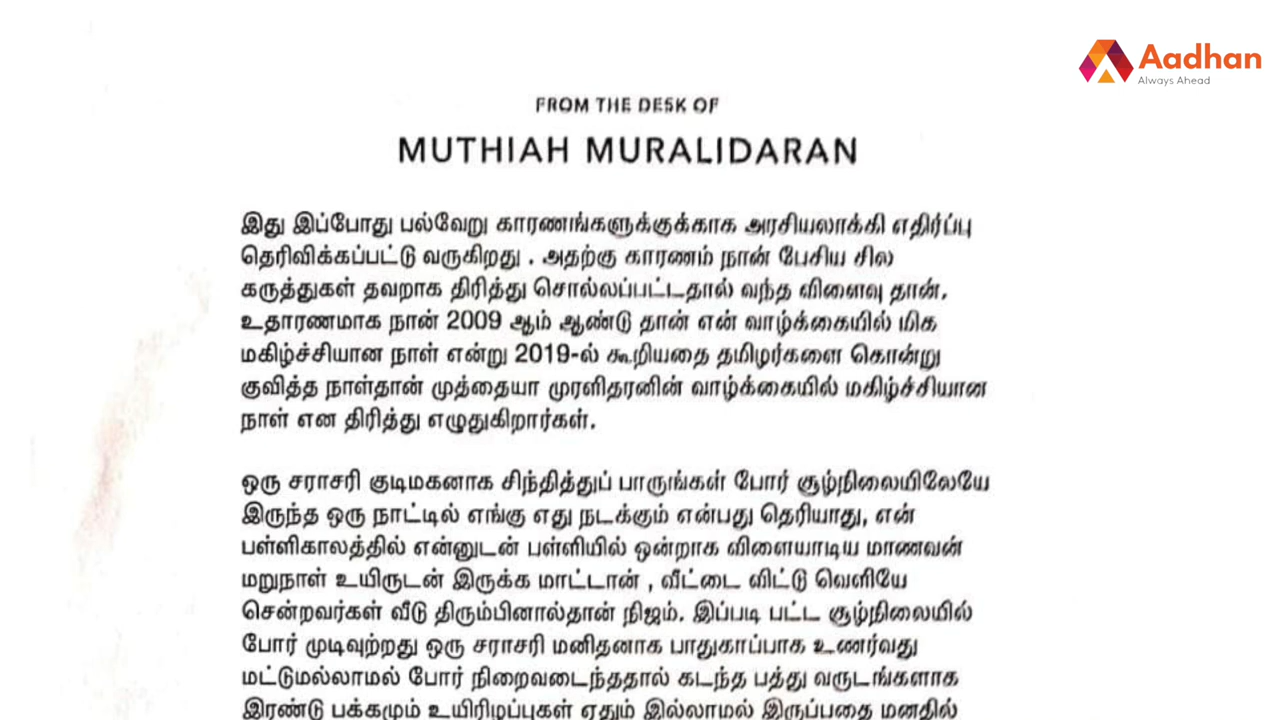 Aadhan
Always Ahead
FROM THE DESK OF
MUTHIAH MURALIDARAN
இது இப்போது பல்வேறு காரணங்களுக்குக்காக அரசியலாக்கி எதிர்ப்பு
தெரிவிக்கப்பட்டு வருகிறது . அதற்கு காரணம் நான் பேசிய சில
கருத்துகள் தவறாக திரித்து சொல்லப்பட்டதால் வந்த விளைவு தான்.
உதாரணமாக நான் 2009 ஆம் ஆண்டு தான் என் வாழ்க்கையில் மிக
மகிழ்ச்சியான நாள் என்று 2019-ல் கூறியதை தமிழர்களை கொன்று
குவித்த நாள்தான் முத்தையா முரளிதரனின் வாழ்க்கையில் மகிழ்ச்சியான
நாள் என திரித்து எழுதுகிறார்கள்.
ஒரு சராசரி குடிமகனாக சிந்தித்துப் பாருங்கள் போர் சூழ்நிலையிலேயே
இருந்த ஒரு நாட்டில் எங்கு எது நடக்கும் என்பது தெரியாது, என்
பள்ளிகாலத்தில் என்னுடன் பள்ளியில் ஒன்றாக விளையாடிய மாணவன்
மறுநாள் உயிருடன் இருக்க மாட்டான் , வீட்டை விட்டு வெளியே
சென்றவர்கள் வீடு திரும்பினால்தான் நிஜம். இப்படி பட்ட சூழ்நிலையில்
போர் முடிவுற்றது ஒரு சராசரி மனிதனாக பாதுகாப்பாக உணர்வது
மட்டுமல்லாமல் போர் நிறைவடைந்ததால் கடந்த பத்து வருடங்களாக
இரண்டு பக்கமும் உயிரிழப்புகள் ஏதும் இல்லாமல் இருப்பதை மனதில்